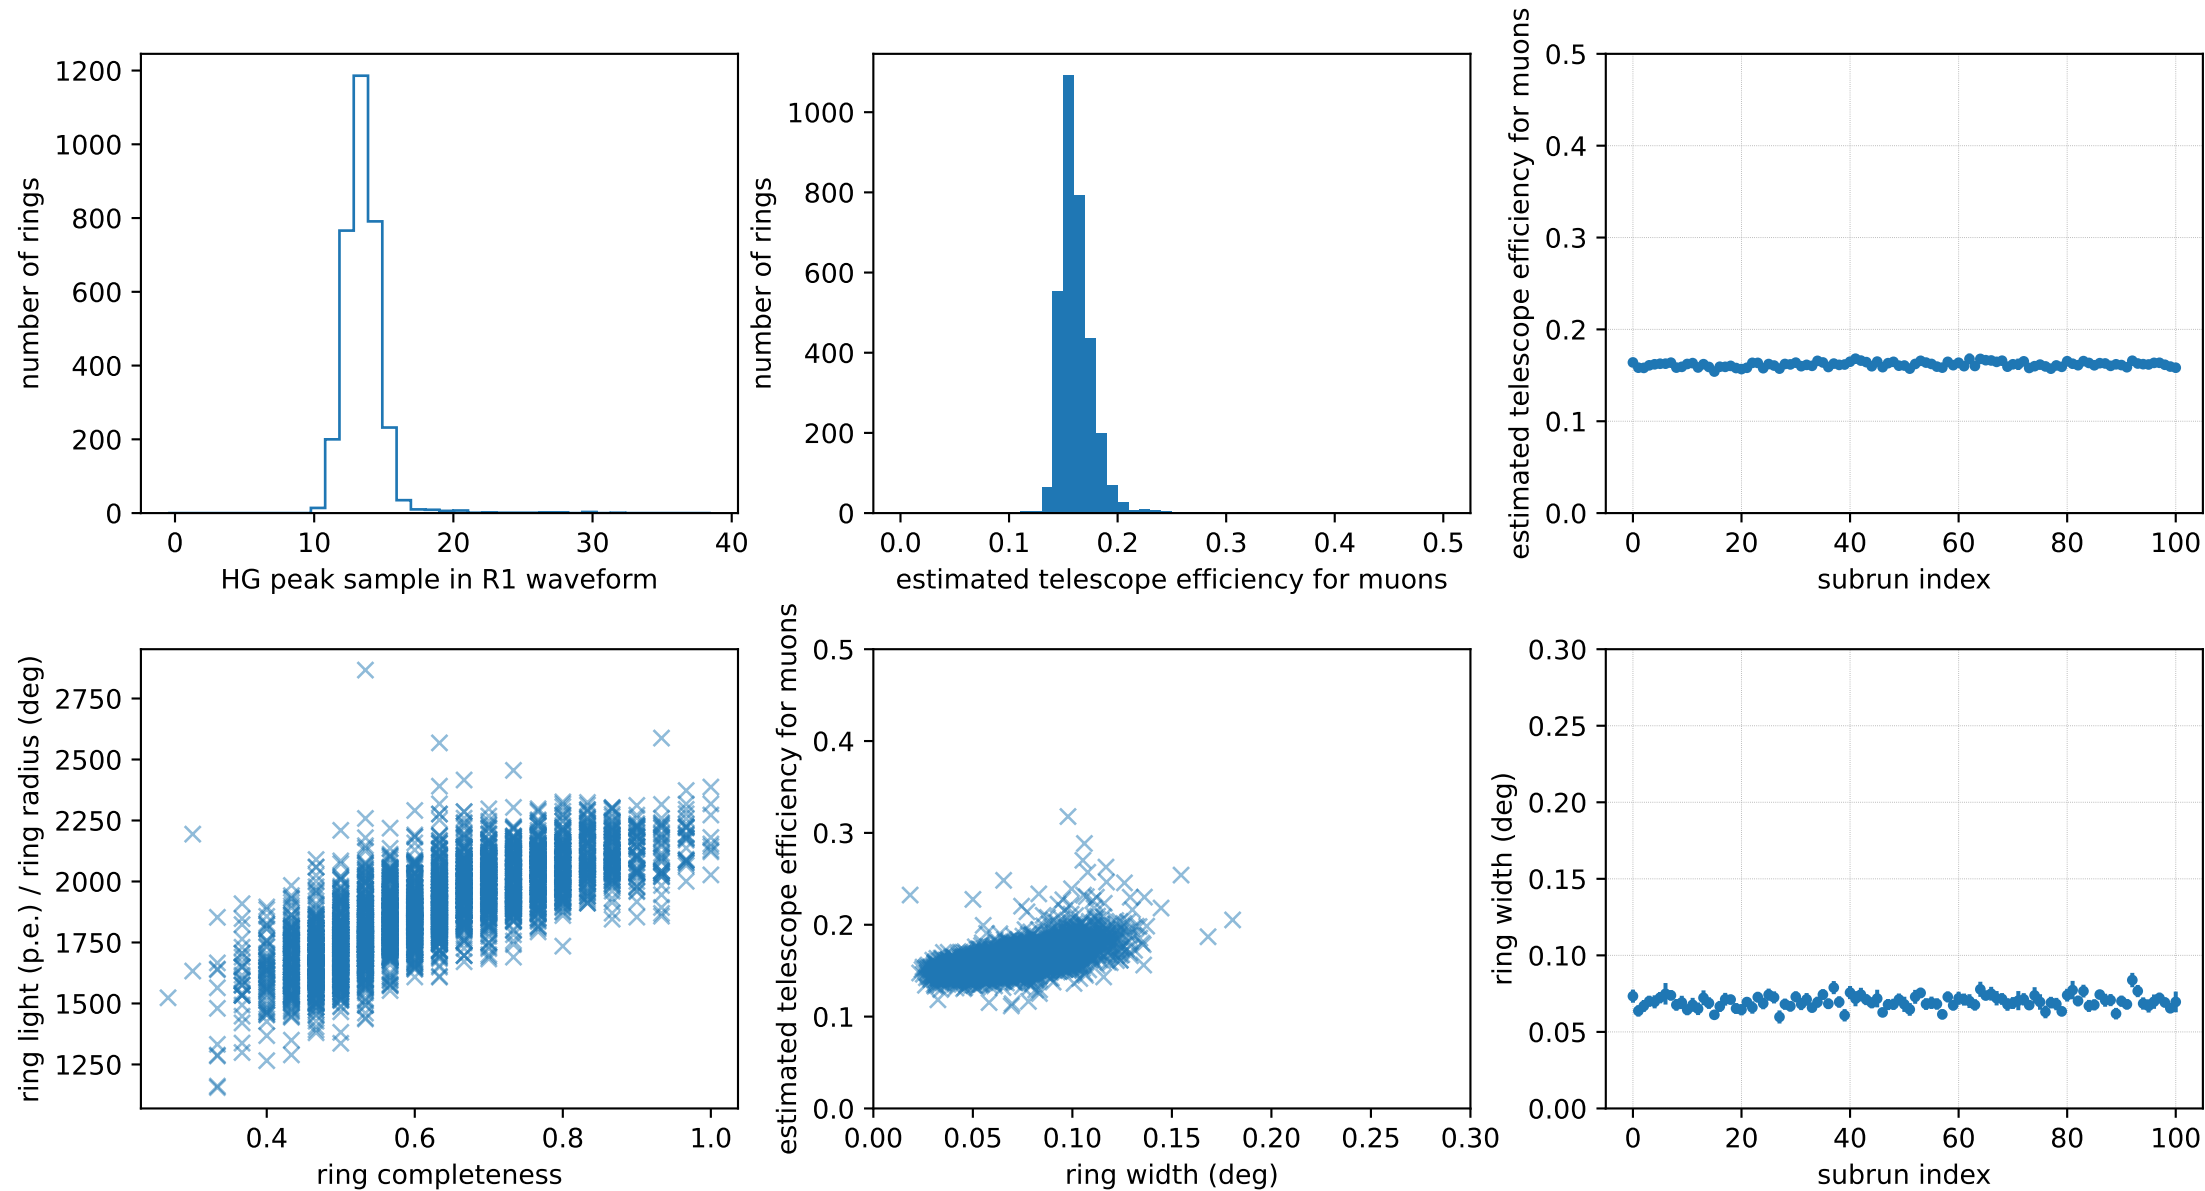 1200
1000
800
600
400
200
0
number of rings
0 10 20 30 40
HG peak sample in R1 waveform
1000
800
600
400
200
0
number of rings
0.0 0.1 0.2 0.3 0.4 0.5
estimated telescope efficiency for muons
0.5
0.4
0.3
0.2
0.1
0.0
estimated telescope efficiency for muons
0 20 40 60 80 100
subrun index
2750
2500
2250
2000
1750
1500
1250
ring light (p.e.) / ring radius (deg)
0.4 0.6 0.8 1.0
ring completeness
0.5
0.4
0.3
0.2
0.1
0.0
estimated telescope efficiency for muons
0.00 0.05 0.10 0.15 0.20 0.25 0.30
ring width (deg)
0.30
0.25
0.20
0.15
0.10
0.05
0.00
ring width (deg)
0 20 40 60 80 100
subrun index